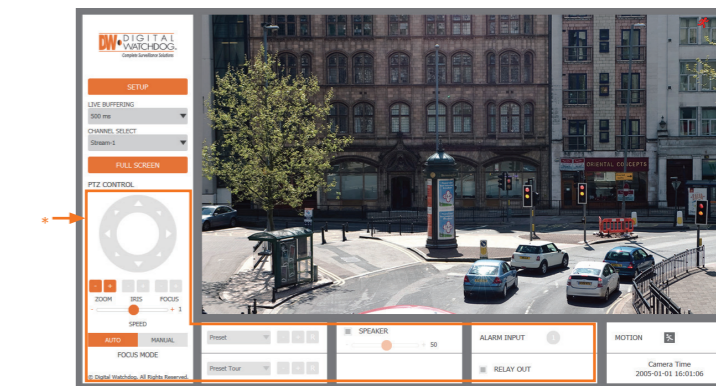 DW DIGITAL
WATCHDOG®
Complete Surveillance Solutions
SETUP
LIVE BUFFERING
500 ms
CHANNEL SELECT
Stream-1
FULL SCREEN
PTZ CONTROL
*
- +
ZOOM IRIS FOCUS
- + 1
SPEED
AUTO MANUAL
FOCUS MODE
© Digital Watchdog. All Rights Reserved.
ORIENTAL CONCEPTS
Preset
R
Preset Tour
R
SPEAKER
- + 50
ALARM INPUT 1
RELAY OUT
MOTION
Camera Time
2005-01-01 16:01:06